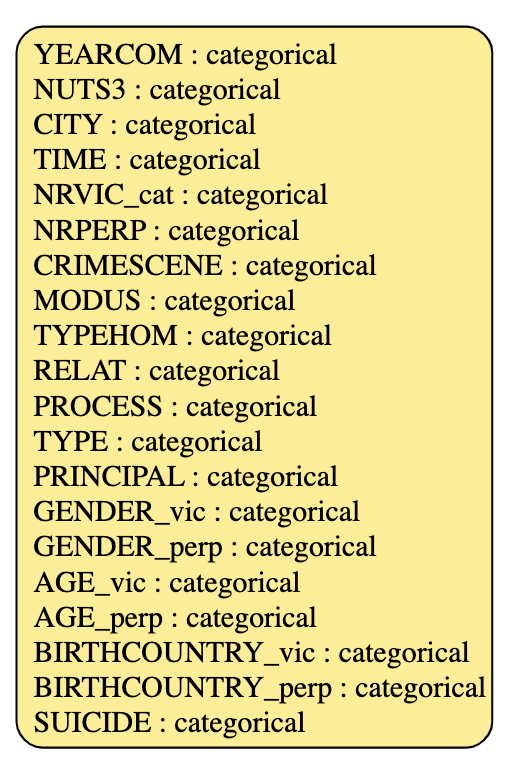 YEARCOM : categorical
NUTS3 : categorical
CITY : categorical
TIME : categorical
NRVIC_cat : categorical
NRPERP : categorical
CRIMESCENE : categorical
MODUS : categorical
TYPEHOM : categorical
RELAT : categorical
PROCESS : categorical
TYPE : categorical
PRINCIPAL : categorical
GENDER_vic : categorical
GENDER_perp : categorical
AGE_vic : categorical
AGE_perp : categorical
BIRTHCOUNTRY_vic : categorical
BIRTHCOUNTRY_perp : categorical
SUICIDE : categorical